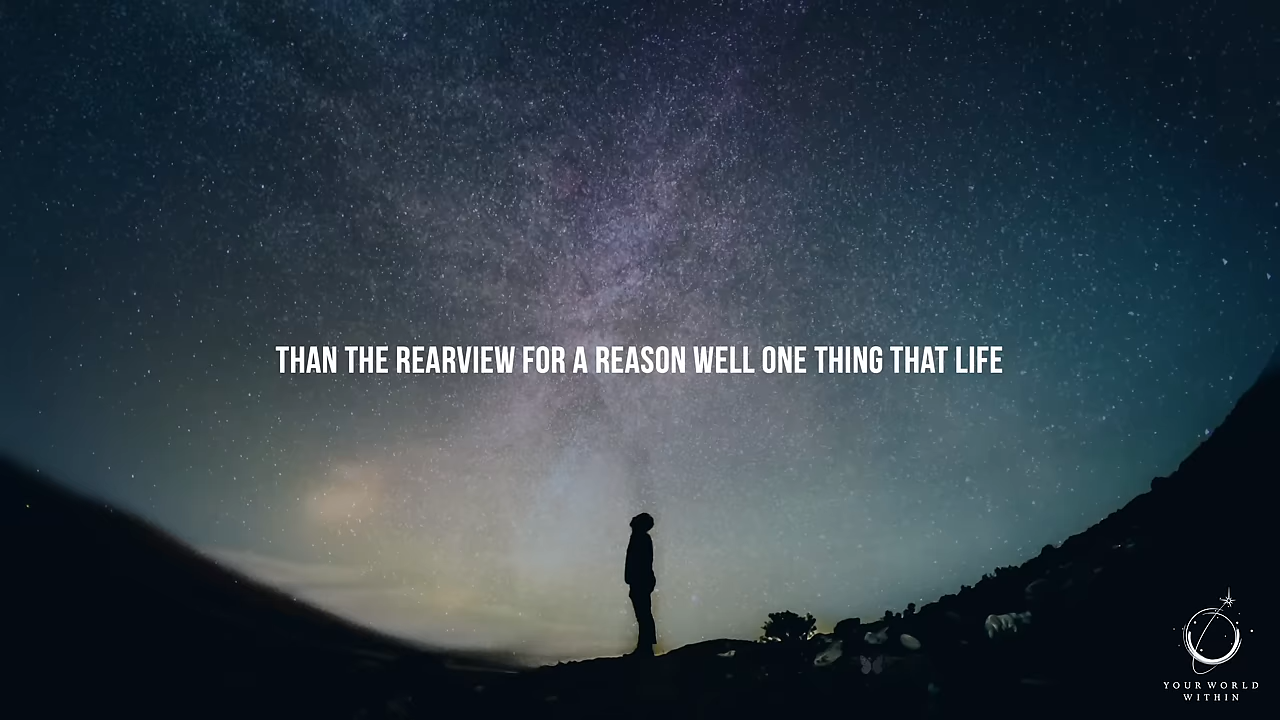 THAN THE REARVIEW FOR A REASON WELL ONE THING THAT LIFE
YOUR WORLD
WITHIN